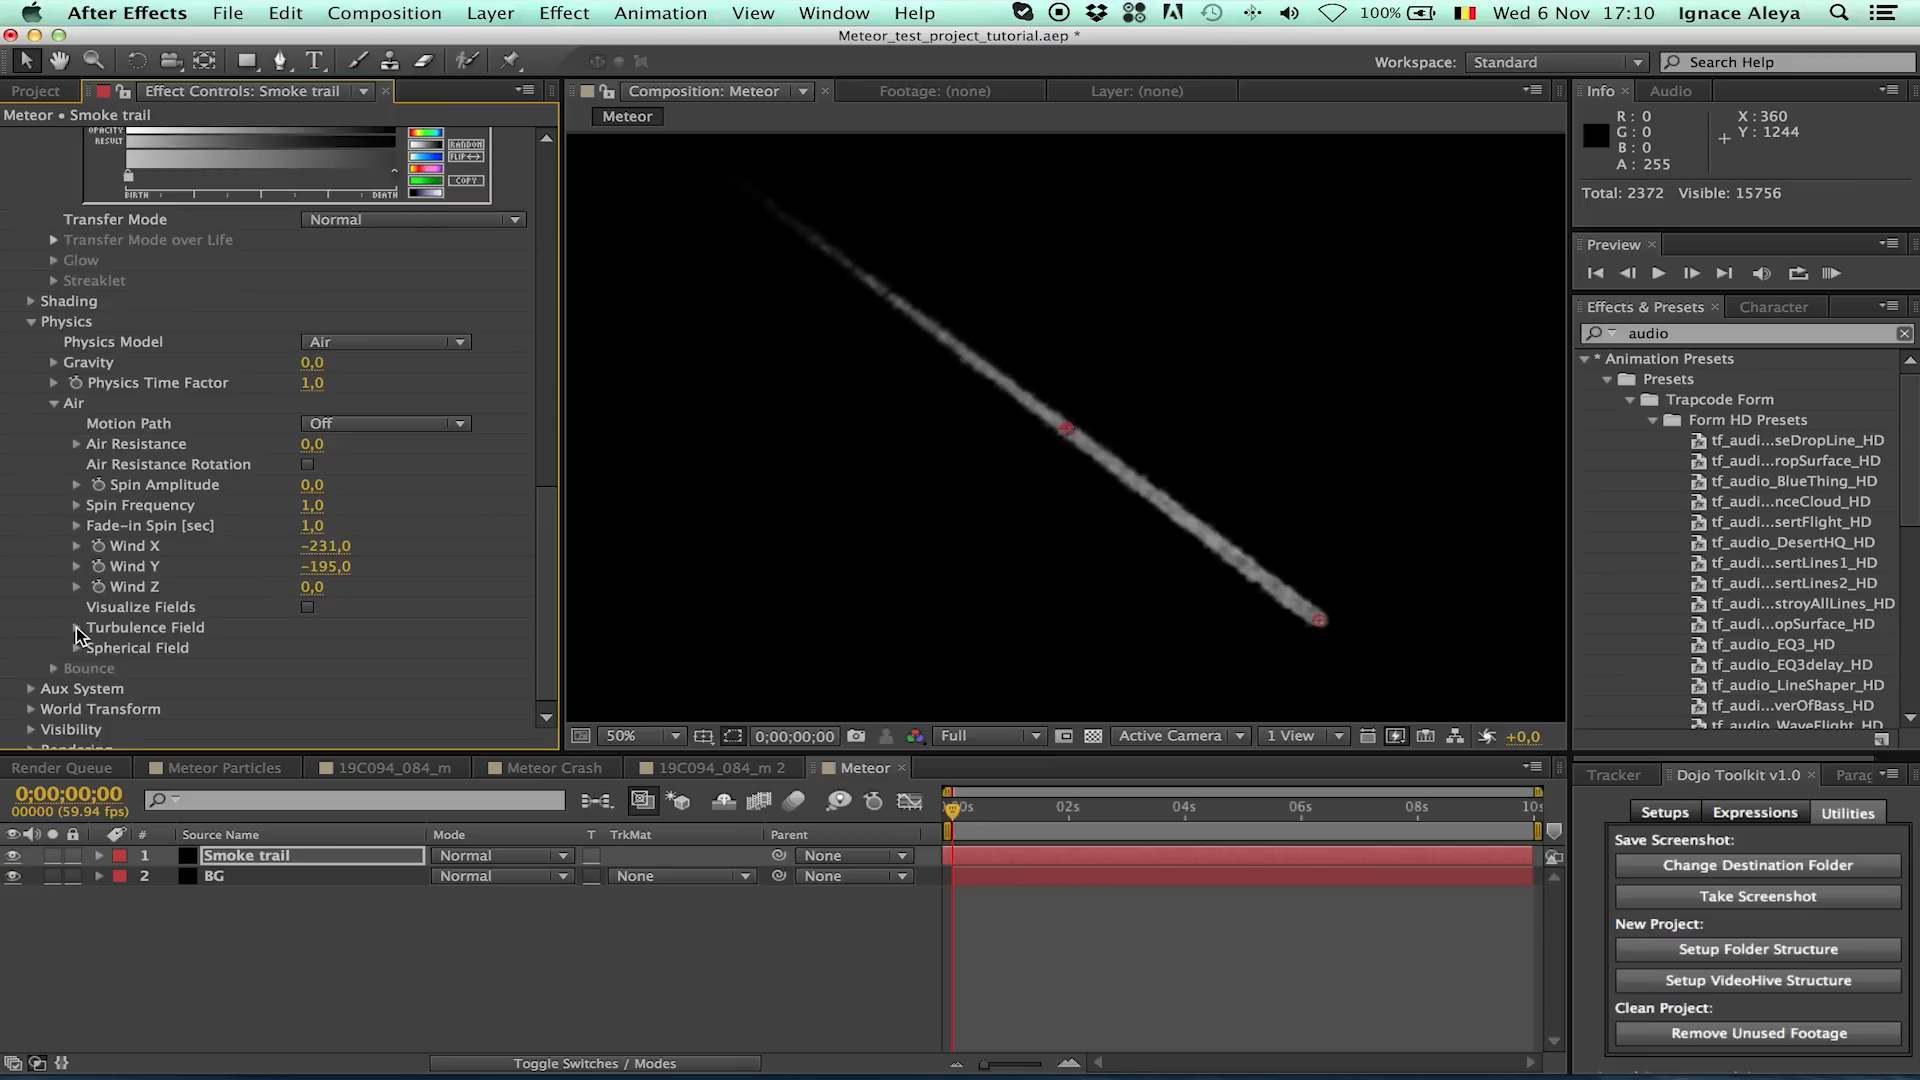 After Effects File Edit Composition Layer Effect Animation View Window Help 100% Wed 6 Nov 17:10 Ignace Aleya
Meteor_test_project_tutorial.aep *
Workspace: Standard Search Help
Project Effect Controls: Smoke trail Composition: Meteor Footage: (none) Layer: (none) Info Audio
Meteor • Smoke trail
Meteor
R: 0
G: 0
B: 0
A: 255
X: 360
Y: 1244
Total: 2372 Visible: 15756
OPACITY
RESULT
RANDOM
FLIP
COPY
BIRTH DEATH
Transfer Mode Normal
Transfer Mode over Life
Glow
Streaklet
Shading
Physics
Physics Model Air
Gravity 0,0
Physics Time Factor 1,0
Air
Motion Path Off
Air Resistance 0,0
Air Resistance Rotation
Spin Amplitude 0,0
Spin Frequency 1,0
Fade-in Spin [sec] 1,0
Wind X -231,0
Wind Y -195,0
Wind Z 0,0
Visualize Fields
Turbulence Field
Spherical Field
Bounce
Aux System
World Transform
Visibility
Rendering
Preview
Effects & Presets Character
audio
* Animation Presets
Presets
Trapcode Form
Form HD Presets
tf_audi...seDropLine_HD
tf_audi...ropSurface_HD
tf_audio_BlueThing_HD
tf_audi...nceCloud_HD
tf_audi...sertFlight_HD
tf_audio_DesertHQ_HD
tf_audi...sertLines1_HD
tf_audi...sertLines2_HD
tf_audi...stroyAllLines_HD
tf_audi...opSurface_HD
tf_audio_EQ3_HD
tf_audio_EQ3delay_HD
tf_audio_LineShaper_HD
tf_audi...verOfBass_HD
tf_audio_WaveFlight_HD
50% 0;00;00;00 Full Active Camera 1 View +0,0
Render Queue Meteor Particles 19C094_084_m Meteor Crash 19C094_084_m 2 Meteor
0;00;00;00
00000 (59.94 fps)
:00s 02s 04s 06s 08s 10s
# Source Name Mode T TrkMat Parent
1 Smoke trail Normal None
2 BG Normal None None
Toggle Switches / Modes
Tracker Dojo Toolkit v1.0 Parag
Setups Expressions Utilities
Save Screenshot:
Change Destination Folder
Take Screenshot
New Project:
Setup Folder Structure
Setup VideoHive Structure
Clean Project:
Remove Unused Footage